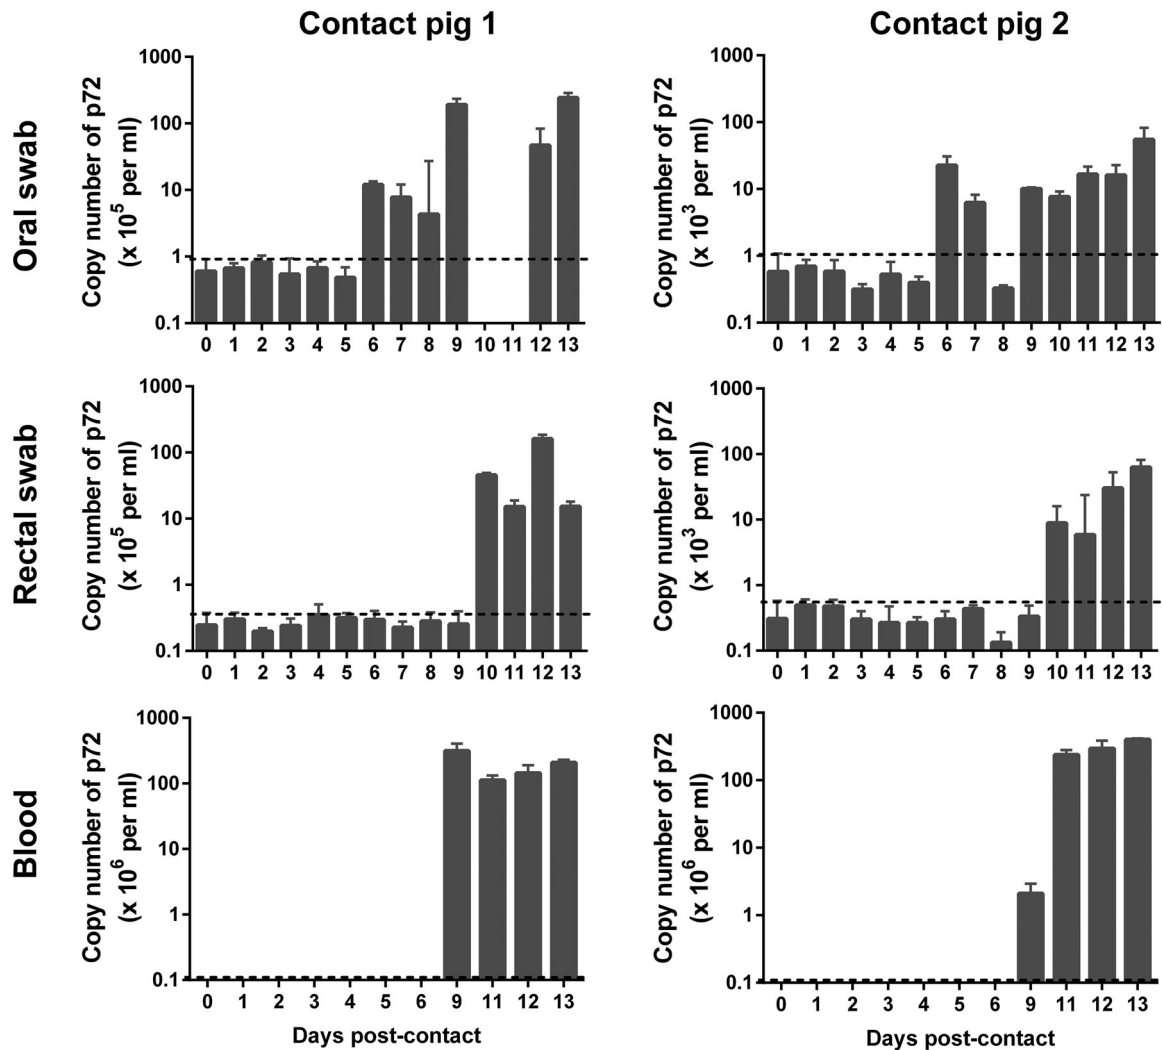 Contact pig 1
Contact pig 2
Oral swab
Copy number of p72
(x 10⁵ per ml)
1000
100
10
1
0.1
0 1 2 3 4 5 6 7 8 9 10 11 12 13
Copy number of p72
(x 10³ per ml)
1000
100
10
1
0.1
0 1 2 3 4 5 6 7 8 9 10 11 12 13
Rectal swab
Copy number of p72
(x 10⁵ per ml)
1000
100
10
1
0.1
0 1 2 3 4 5 6 7 8 9 10 11 12 13
Copy number of p72
(x 10³ per ml)
1000
100
10
1
0.1
0 1 2 3 4 5 6 7 8 9 10 11 12 13
Blood
Copy number of p72
(x 10⁶ per ml)
1000
100
10
1
0.1
0 1 2 3 4 5 6 9 11 12 13
Days post-contact
Copy number of p72
(x 10⁶ per ml)
1000
100
10
1
0.1
0 1 2 3 4 5 6 9 11 12 13
Days post-contact